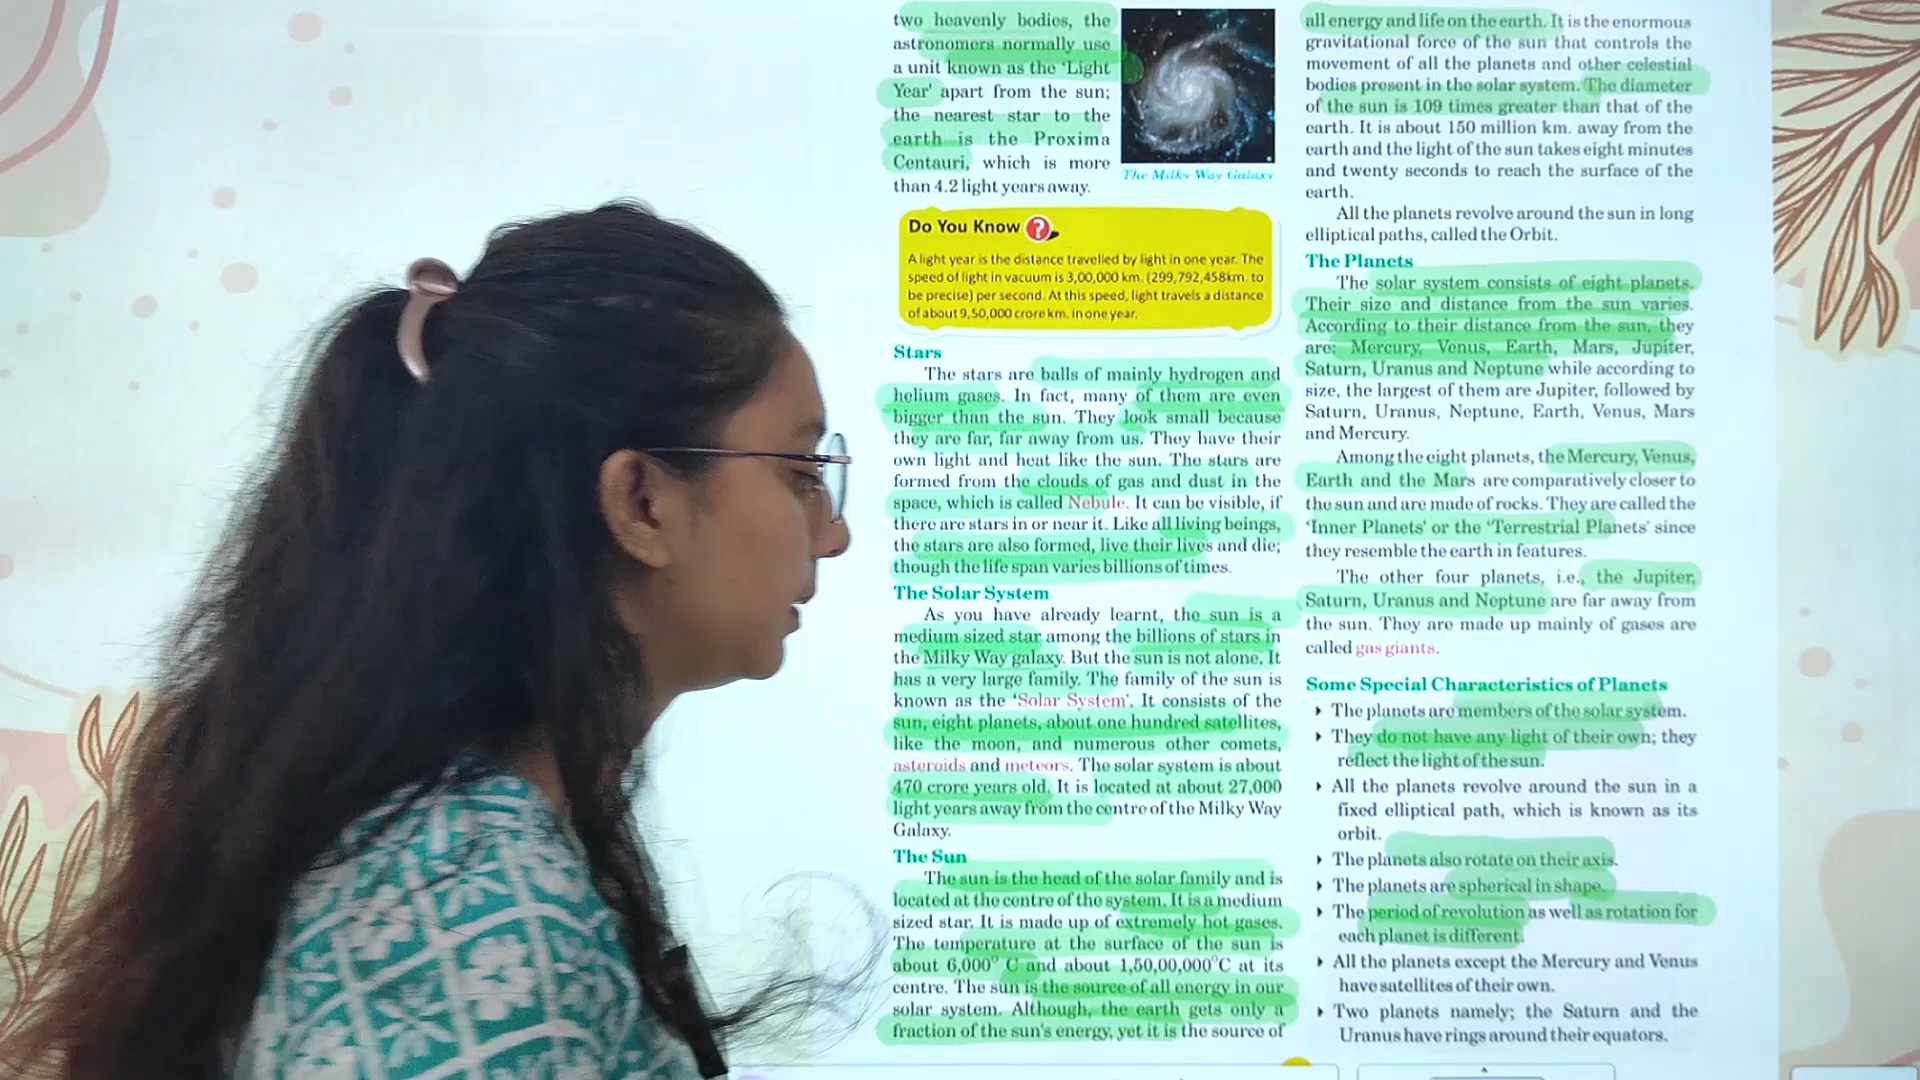 two heavenly bodies, the
astronomers normally use
a unit known as the 'Light
Year' apart from the sun;
the nearest star to the
earth is the Proxima
Centauri, which is more
than 4.2 light years away.
The Milky Way Galaxy
Do You Know ?
A light year is the distance travelled by light in one year. The
speed of light in vacuum is 3,00,000 km. (299,792,458km. to
be precise) per second. At this speed, light travels a distance
of about 9,50,000 crore km. in one year.
Stars
The stars are balls of mainly hydrogen and
helium gases. In fact, many of them are even
bigger than the sun. They look small because
they are far, far away from us. They have their
own light and heat like the sun. The stars are
formed from the clouds of gas and dust in the
space, which is called Nebule. It can be visible, if
there are stars in or near it. Like all living beings,
the stars are also formed, live their lives and die;
though the life span varies billions of times.
The Solar System
As you have already learnt, the sun is a
medium sized star among the billions of stars in
the Milky Way galaxy. But the sun is not alone. It
has a very large family. The family of the sun is
known as the 'Solar System'. It consists of the
sun, eight planets, about one hundred satellites,
like the moon, and numerous other comets,
asteroids and meteors. The solar system is about
470 crore years old. It is located at about 27,000
light years away from the centre of the Milky Way
Galaxy.
The Sun
The sun is the head of the solar family and is
located at the centre of the system. It is a medium
sized star. It is made up of extremely hot gases.
The temperature at the surface of the sun is
about 6,000° C and about 1,50,00,000°C at its
centre. The sun is the source of all energy in our
solar system. Although, the earth gets only a
fraction of the sun's energy, yet it is the source of
all energy and life on the earth. It is the enormous
gravitational force of the sun that controls the
movement of all the planets and other celestial
bodies present in the solar system. The diameter
of the sun is 109 times greater than that of the
earth. It is about 150 million km. away from the
earth and the light of the sun takes eight minutes
and twenty seconds to reach the surface of the
earth.
All the planets revolve around the sun in long
elliptical paths, called the Orbit.
The Planets
The solar system consists of eight planets.
Their size and distance from the sun varies.
According to their distance from the sun, they
are: Mercury, Venus, Earth, Mars, Jupiter,
Saturn, Uranus and Neptune while according to
size, the largest of them are Jupiter, followed by
Saturn, Uranus, Neptune, Earth, Venus, Mars
and Mercury.
Among the eight planets, the Mercury, Venus,
Earth and the Mars are comparatively closer to
the sun and are made of rocks. They are called the
'Inner Planets' or the 'Terrestrial Planets' since
they resemble the earth in features.
The other four planets, i.e., the Jupiter,
Saturn, Uranus and Neptune are far away from
the sun. They are made up mainly of gases are
called gas giants.
Some Special Characteristics of Planets
The planets are members of the solar system.
They do not have any light of their own; they
reflect the light of the sun.
All the planets revolve around the sun in a
fixed elliptical path, which is known as its
orbit.
The planets also rotate on their axis.
The planets are spherical in shape.
The period of revolution as well as rotation for
each planet is different.
All the planets except the Mercury and Venus
have satellites of their own.
Two planets namely; the Saturn and the
Uranus have rings around their equators.